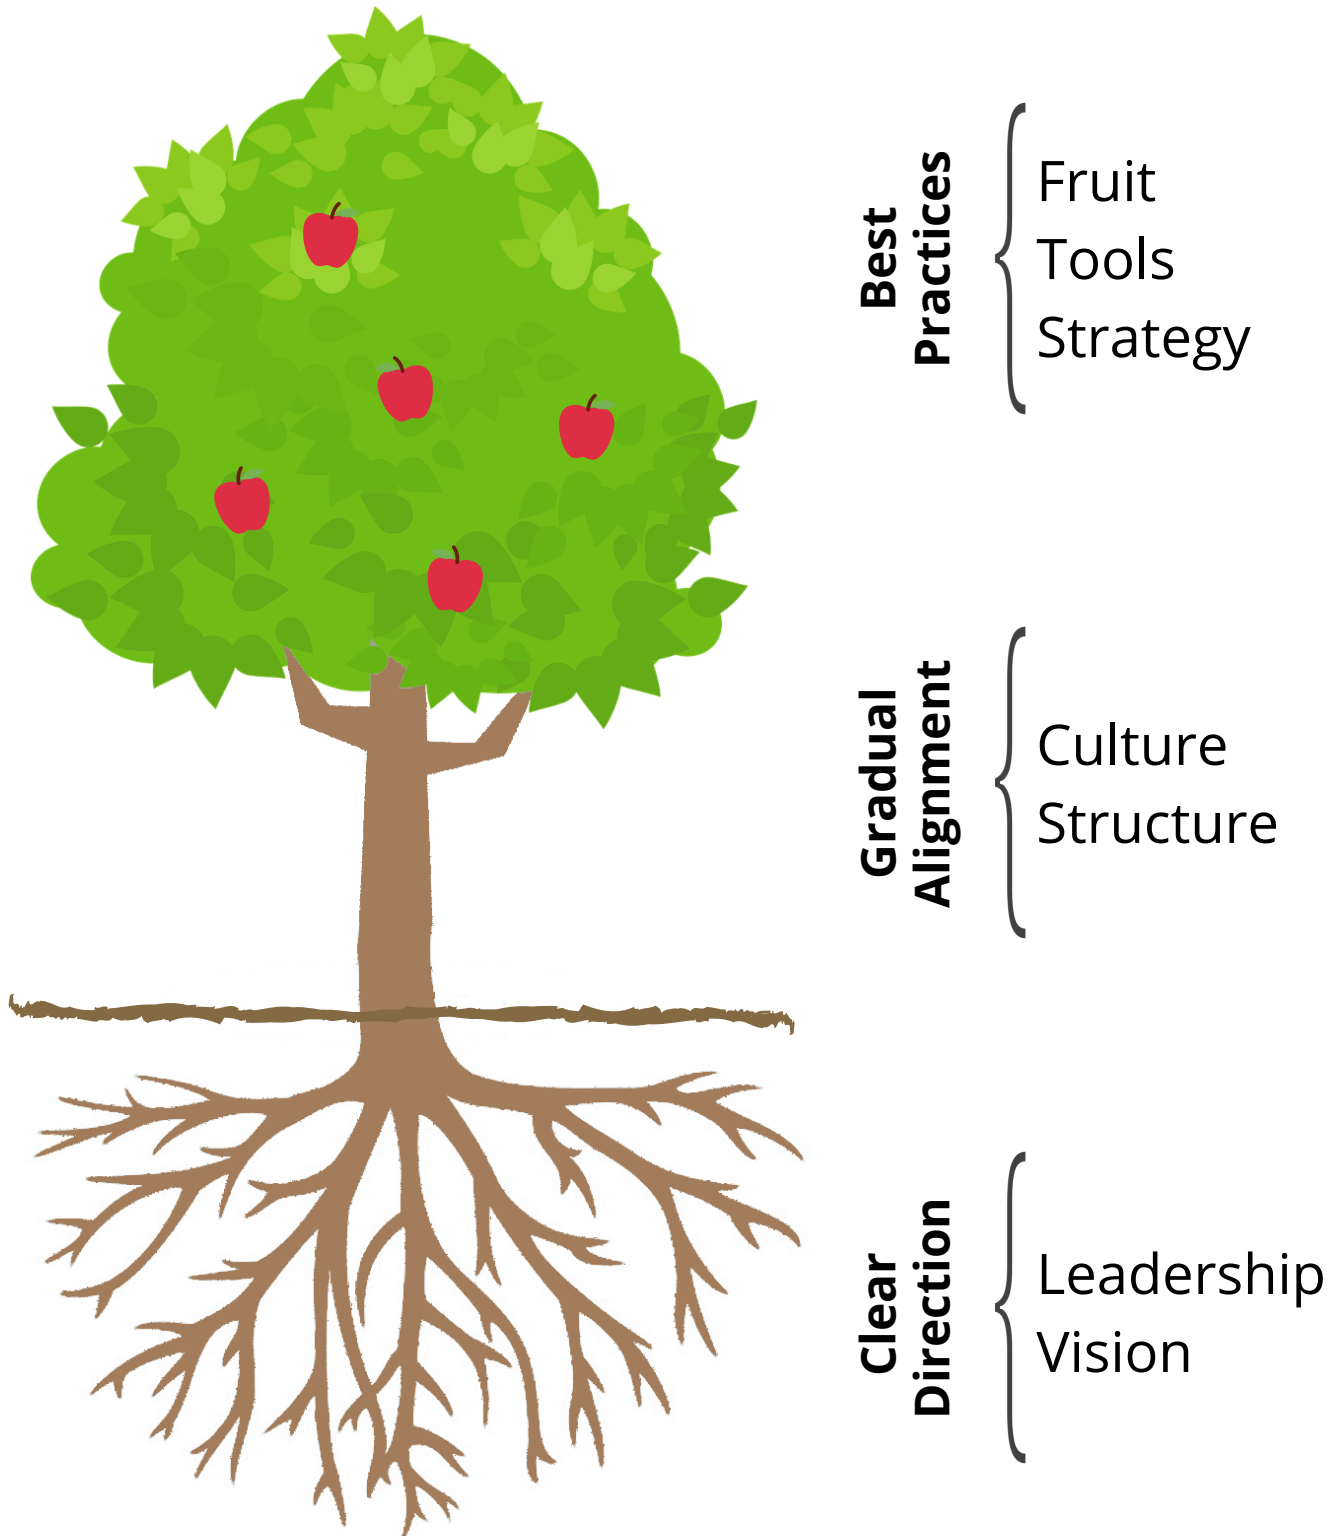 Best
Practices
Fruit
Tools
Strategy
Gradual
Alignment
Culture
Structure
Clear
Direction
Leadership
Vision